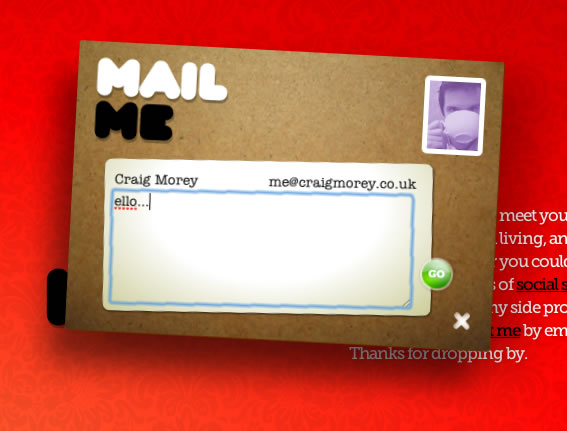 MAIL
ME
Craig Morey me@craigmorey.co.uk
ello...
GO
meet you
living, an
you could
s of social s
ny side pro
me by em
Thanks for dropping by.